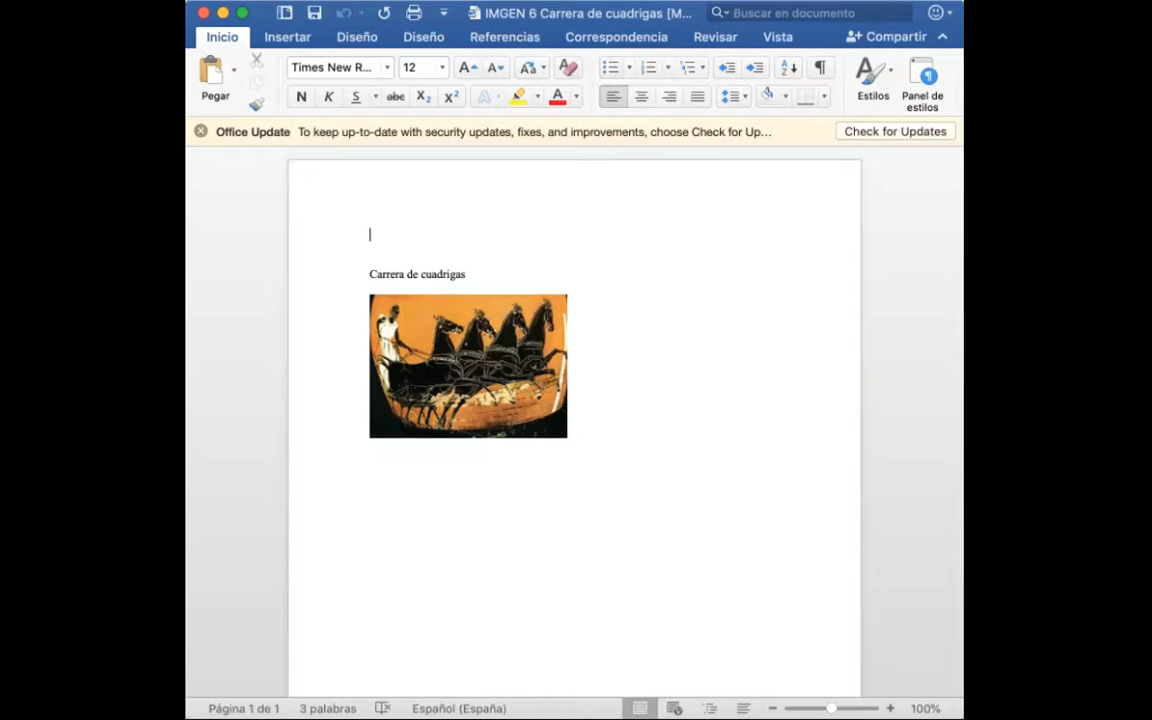 IMGEN 6 Carrera de cuadrigas [M...
Buscar en documento
Inicio
Insertar
Diseño
Diseño
Referencias
Correspondencia
Revisar
Vista
Compartir
Pegar
Times New R...
12
A A Aa A
N K S abc X2 X2 A A
Estilos
Panel de
estilos
Office Update To keep up-to-date with security updates, fixes, and improvements, choose Check for Up...
Check for Updates
Carrera de cuadrigas
Página 1 de 1
3 palabras
Español (España)
100%